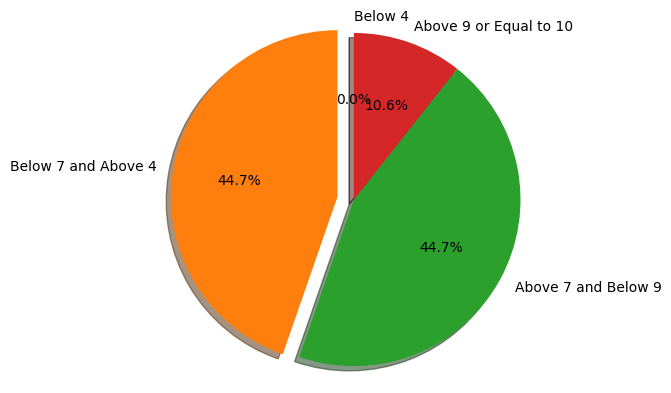 Below 4
Above 9 or Equal to 10
0.0%
10.6%
Below 7 and Above 4
44.7%
44.7%
Above 7 and Below 9